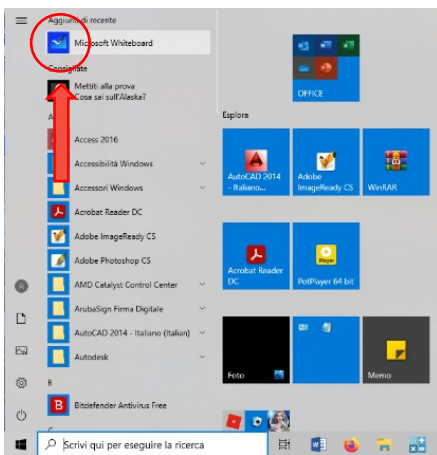 Aggiunti di recente
Microsoft Whiteboard
Consigliate
Mettiti alla prova
Cosa sai sull'Alaska?
A
Access 2016
Accessibilità Windows
Accessori Windows
Acrobat Reader DC
Adobe ImageReady CS
Adobe Photoshop CS
AMD Catalyst Control Center
ArubaSign Firma Digitale
AutoCAD 2014 - Italiano (Italian)
Autodesk
B
Bitdefender Antivirus Free
OFFICE
Esplora
AutoCAD 2014
- Italiano...
Adobe
ImageReady CS
WinRAR
Acrobat Reader
DC
PotPlayer 64 bit
Foto
Memo
Scrivi qui per eseguire la ricerca